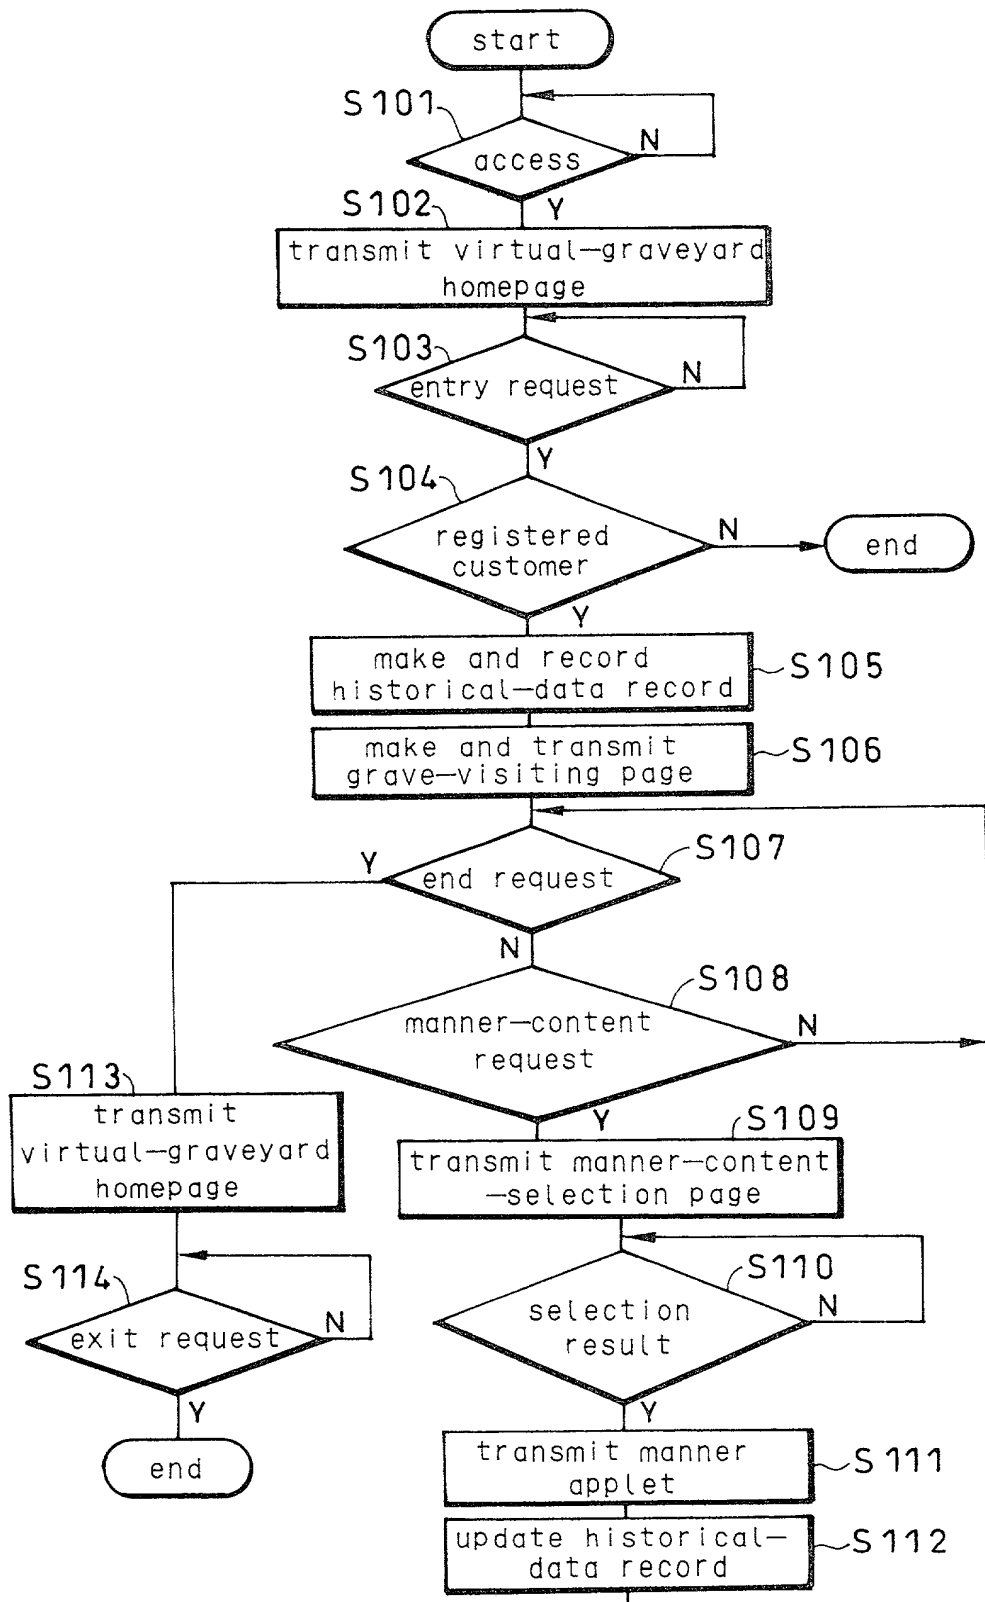 start
S101
N
access
Y
S102
transmit virtual-graveyard
homepage
S103
N
entry request
Y
S104
registered
customer
N
end
Y
make and record
historical-data record
S105
make and transmit
grave-visiting page
S106
S107
Y
end request
N
S108
manner-content
request
N
Y
S113
transmit
virtual-graveyard
homepage
S109
transmit manner-content
-selection page
S114
exit request
N
Y
end
S110
selection
result
N
Y
transmit manner
applet
S111
update historical-
data record
S112